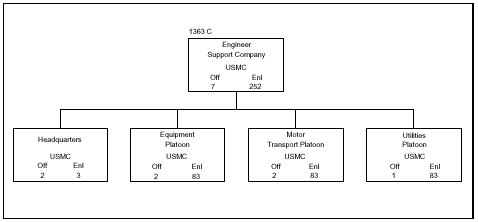 1363 C
Engineer
Support Company
USMC
Off Enl
7 252
Headquarters
USMC
Off Enl
2 3
Equipment
Platoon
USMC
Off Enl
2 83
Motor
Transport Platoon
USMC
Off Enl
2 83
Utilities
Platoon
USMC
Off Enl
1 83